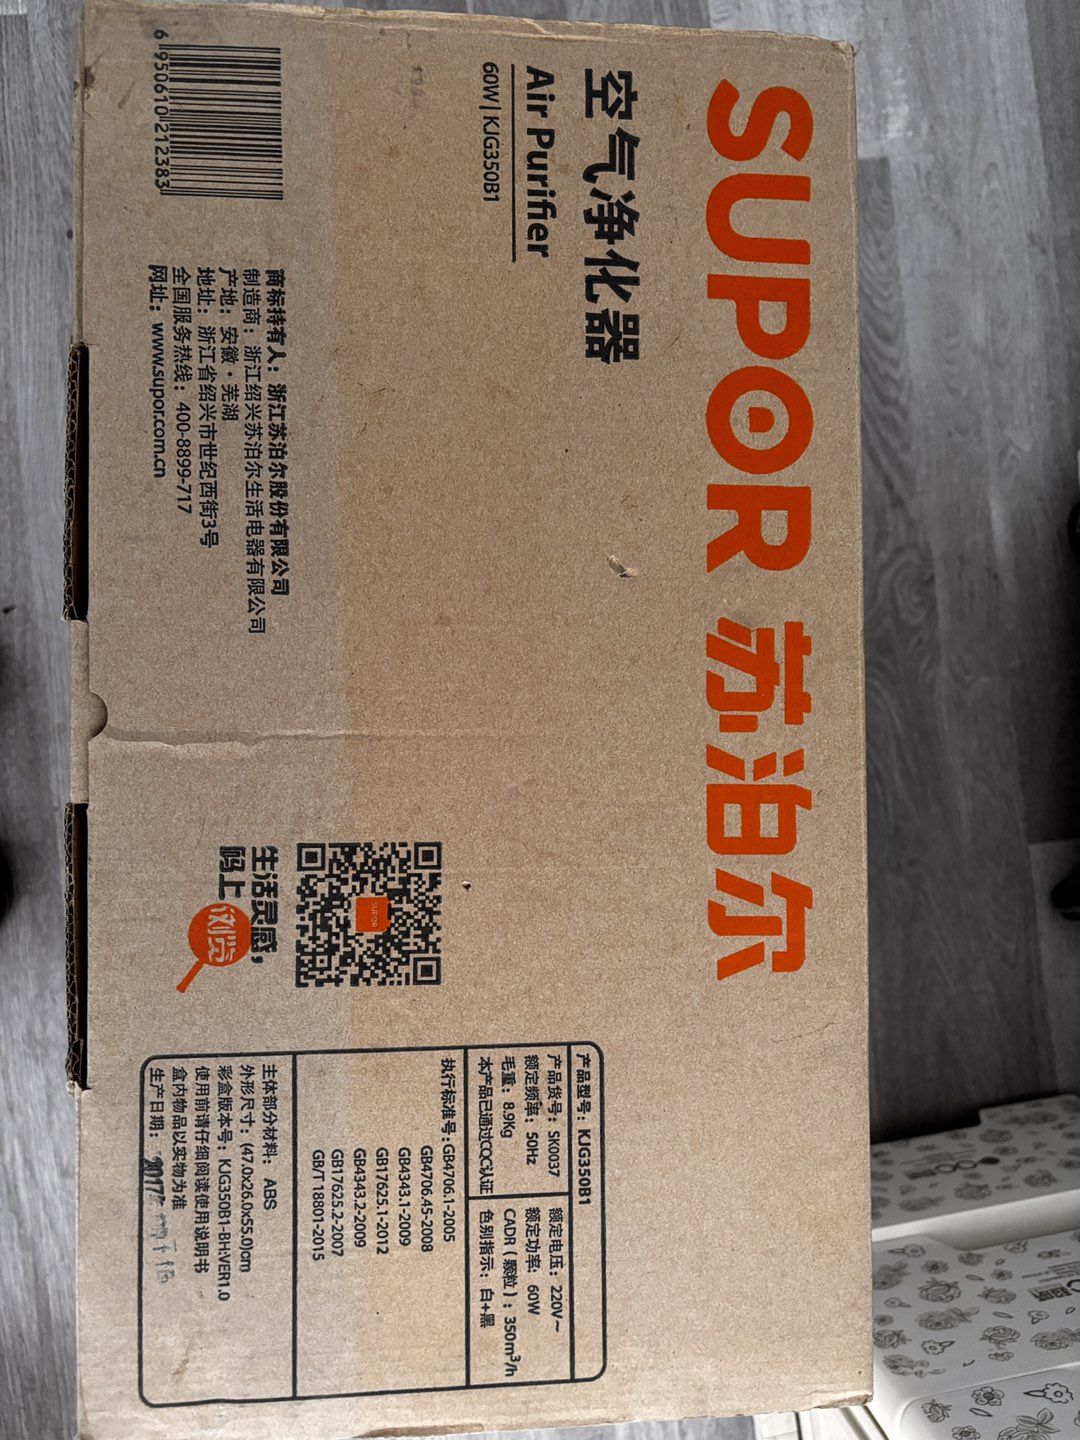 SUPOR 苏泊尔
空气净化器
Air Purifier
60W | KJG350B1
6 950610 212383
商标持有人：浙江苏泊尔股份有限公司
制造商：浙江绍兴苏泊尔生活电器有限公司
产地：安徽·芜湖
地址：浙江省绍兴市世纪西街3号
全国服务热线：400-8899-717
网址：www.supor.com.cn
SUPOR
生活灵感，
码上浏览
产品型号：KJG350B1
产品货号：SK0037
额定电压：220V~
额定频率：50Hz
额定功率：60W
毛重：8.9Kg
CADR（颗粒）：350m³/h
本产品已通过CQC认证
色别指示：白+黑
执行标准号：GB4706.1-2005
GB4706.45-2008
GB4343.1-2009
GB17625.1-2012
GB4343.2-2009
GB17625.2-2007
GB/T 18801-2015
主体部分材料：ABS
外形尺寸：(47.0x26.0x55.0)cm
彩盒版本号：KJG350B1-BH:VER1.0
使用前请仔细阅读使用说明书
盒内物品以实物为准
生产日期：2017